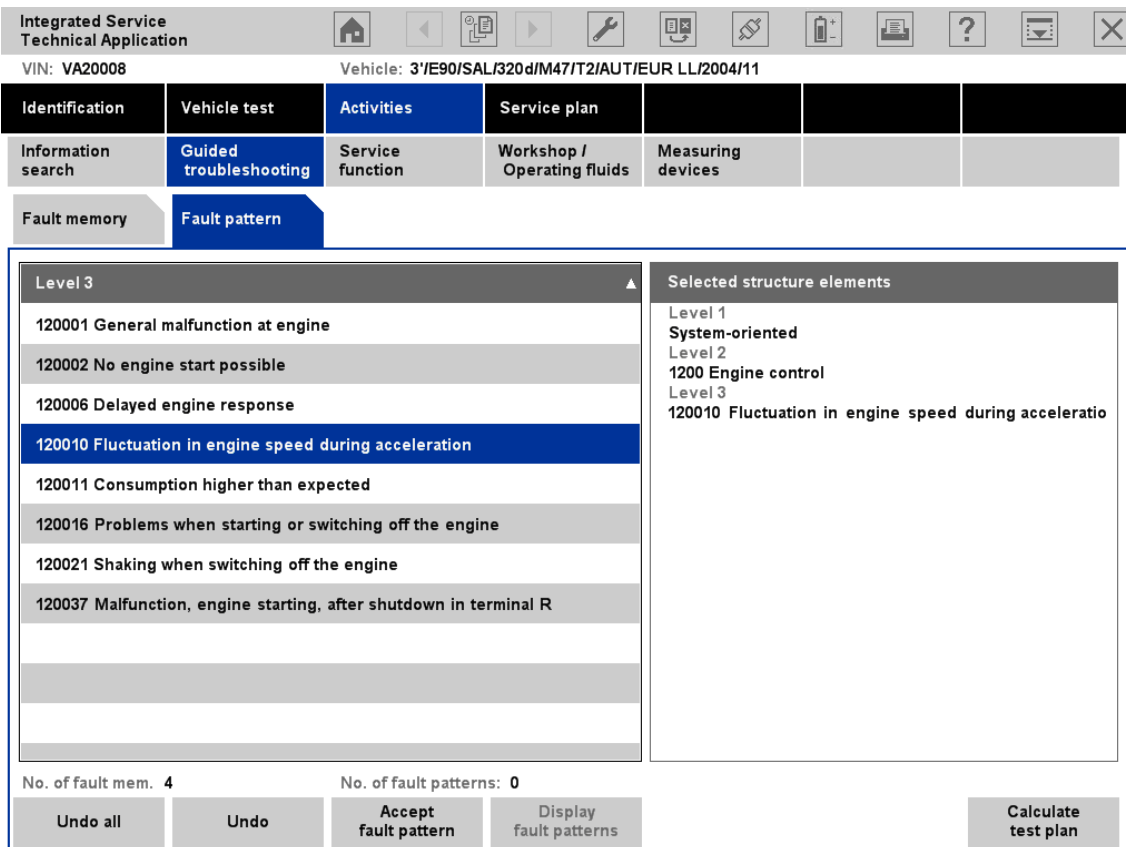 Integrated Service
Technical Application
?
VIN: VA20008
Vehicle: 3'/E90/SAL/320d/M47/T2/AUT/EUR LL/2004/11
Identification
Vehicle test
Activities
Service plan
Information
search
Guided
troubleshooting
Service
function
Workshop /
Operating fluids
Measuring
devices
Fault memory
Fault pattern
Level 3
120001 General malfunction at engine
120002 No engine start possible
120006 Delayed engine response
120010 Fluctuation in engine speed during acceleration
120011 Consumption higher than expected
120016 Problems when starting or switching off the engine
120021 Shaking when switching off the engine
120037 Malfunction, engine starting, after shutdown in terminal R
Selected structure elements
Level 1
System-oriented
Level 2
1200 Engine control
Level 3
120010 Fluctuation in engine speed during acceleratio
No. of fault mem. 4
No. of fault patterns: 0
Undo all
Undo
Accept
fault pattern
Display
fault patterns
Calculate
test plan